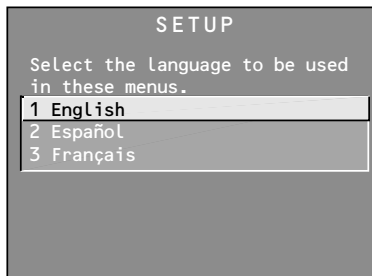 SETUP
Select the language to be used
in these menus.
1 English
2 Español
3 Français